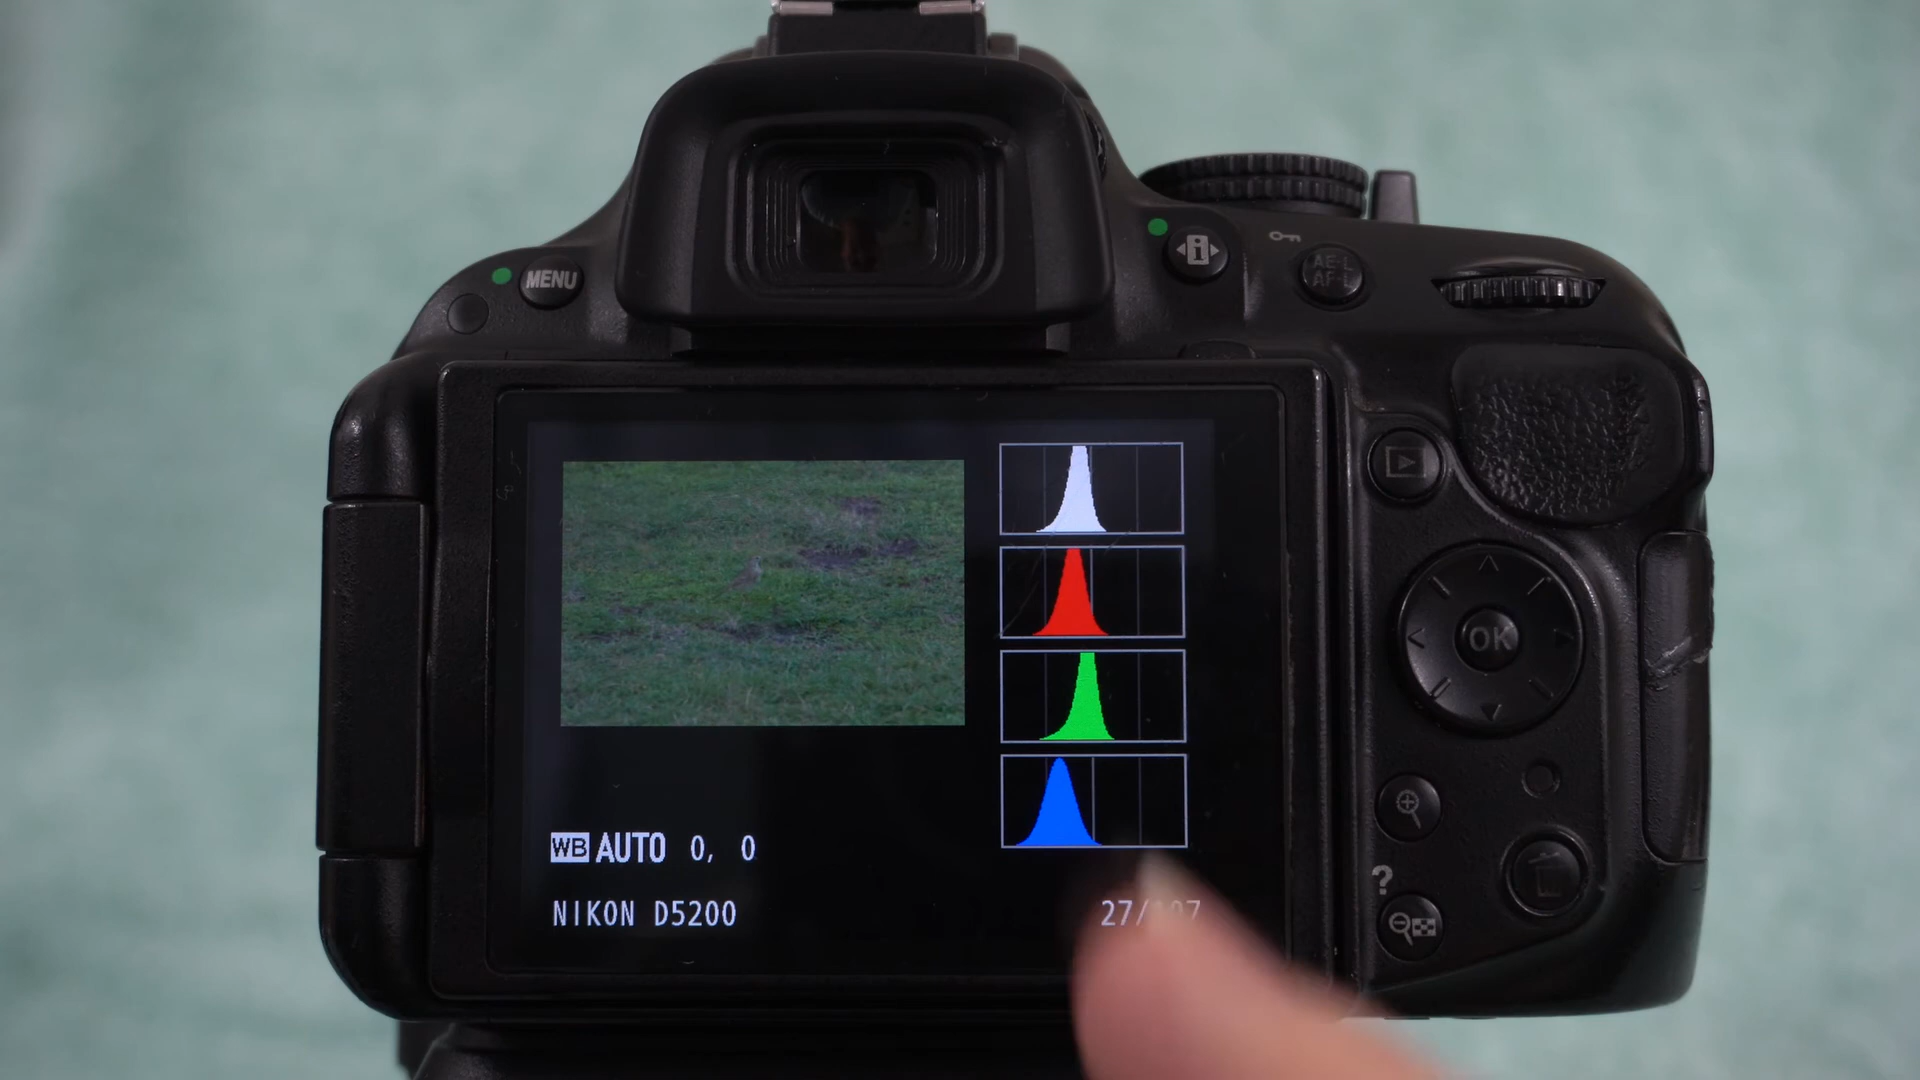 MENU
i
AE-L
AF-L
OK
WB AUTO 0, 0
?
NIKON D5200